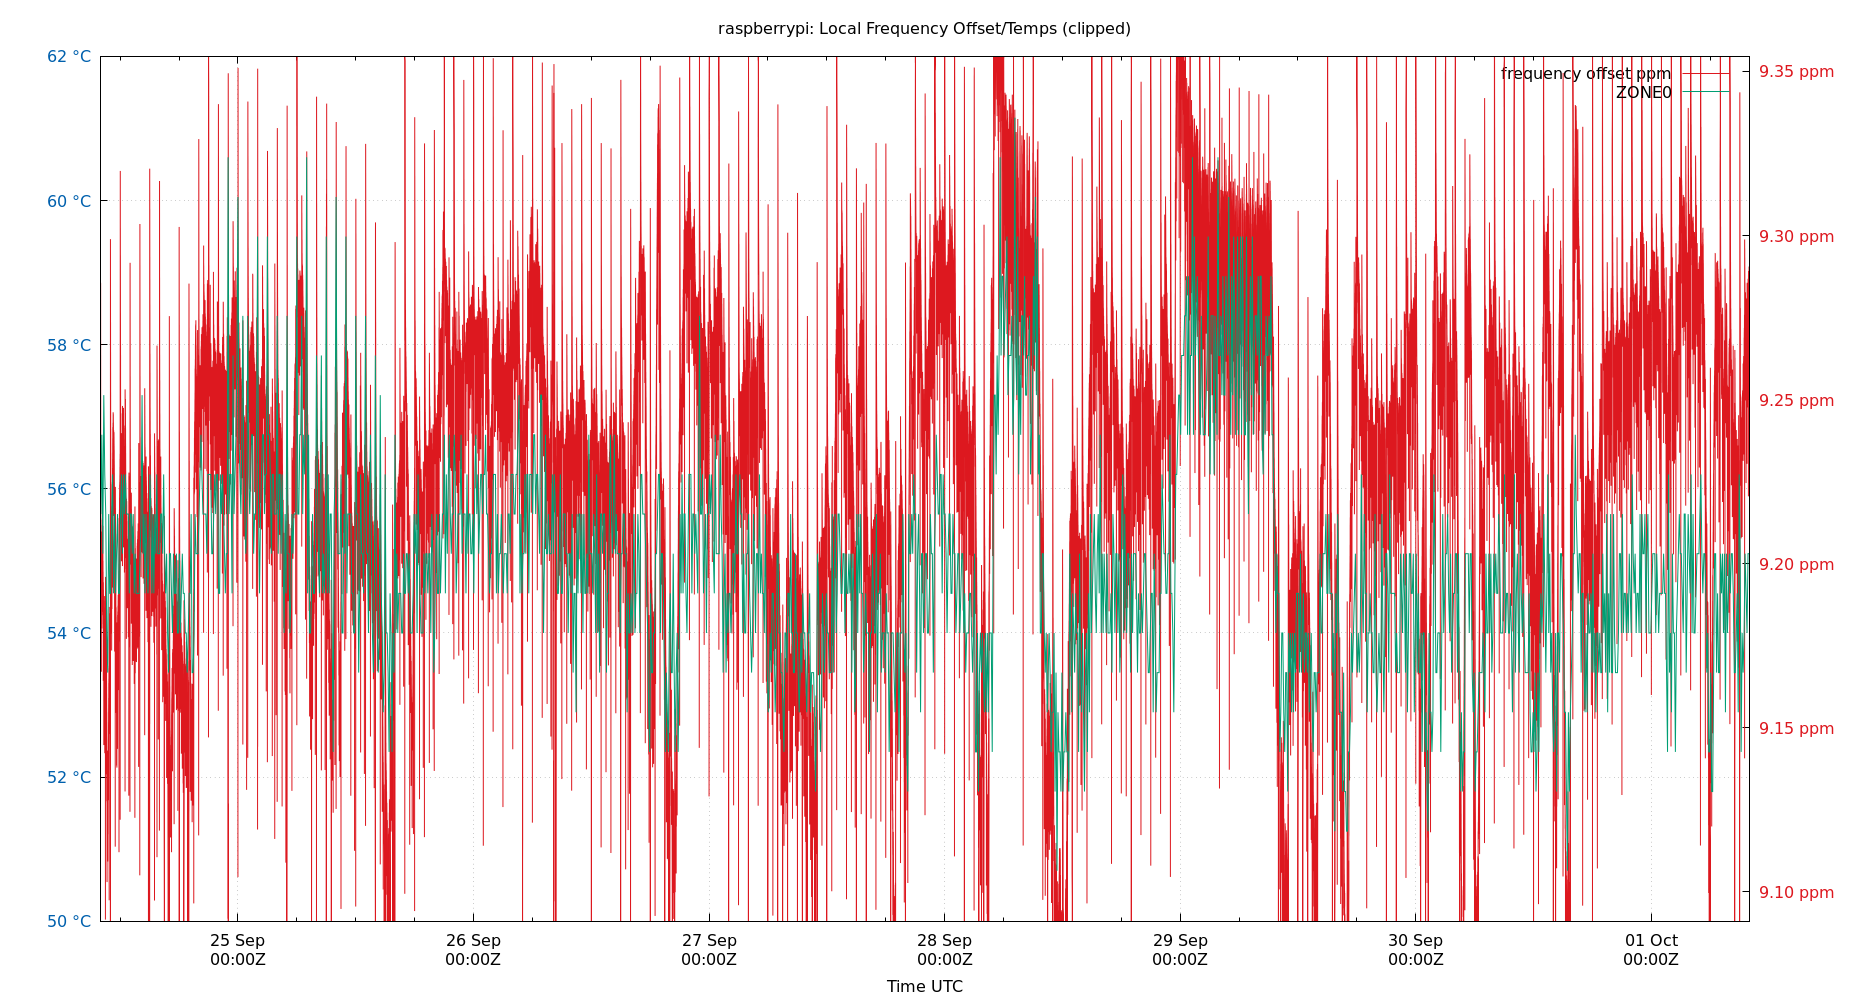 raspberrypi: Local Frequency Offset/Temps (clipped)
62 °C
60 °C
58 °C
56 °C
54 °C
52 °C
50 °C
frequency offset ppm
ZONE0
9.35 ppm
9.30 ppm
9.25 ppm
9.20 ppm
9.15 ppm
9.10 ppm
25 Sep
00:00Z
26 Sep
00:00Z
27 Sep
00:00Z
28 Sep
00:00Z
29 Sep
00:00Z
30 Sep
00:00Z
01 Oct
00:00Z
Time UTC